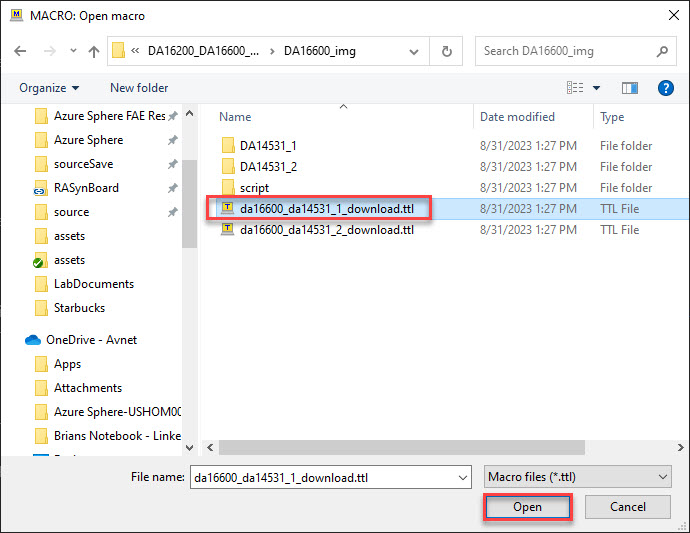 MACRO: Open macro
DA16200_DA16600_... > DA16600_img
Search DA16600_img
Organize
New folder
Name Date modified Type
Azure Sphere FAE Res
Azure Sphere
sourceSave
RASynBoard
source
assets
assets
LabDocuments
Starbucks
OneDrive - Avnet
Apps
Attachments
Azure Sphere-USHOM00
Brians Notebook - Linke
DA14531_1 8/31/2023 1:27 PM File folder
DA14531_2 8/31/2023 1:27 PM File folder
script 8/31/2023 1:27 PM File folder
da16600_da14531_1_download.ttl 8/31/2023 1:27 PM TTL File
da16600_da14531_2_download.ttl 8/31/2023 1:27 PM TTL File
File name: da16600_da14531_1_download.ttl
Macro files (*.ttl)
Open Cancel